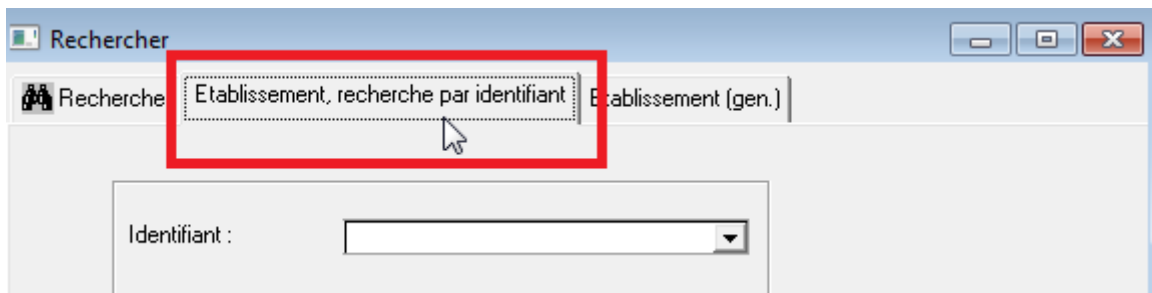 Rechercher
Recherche Etablissement, recherche par identifiant Etablissement (gen.)
Identifiant :